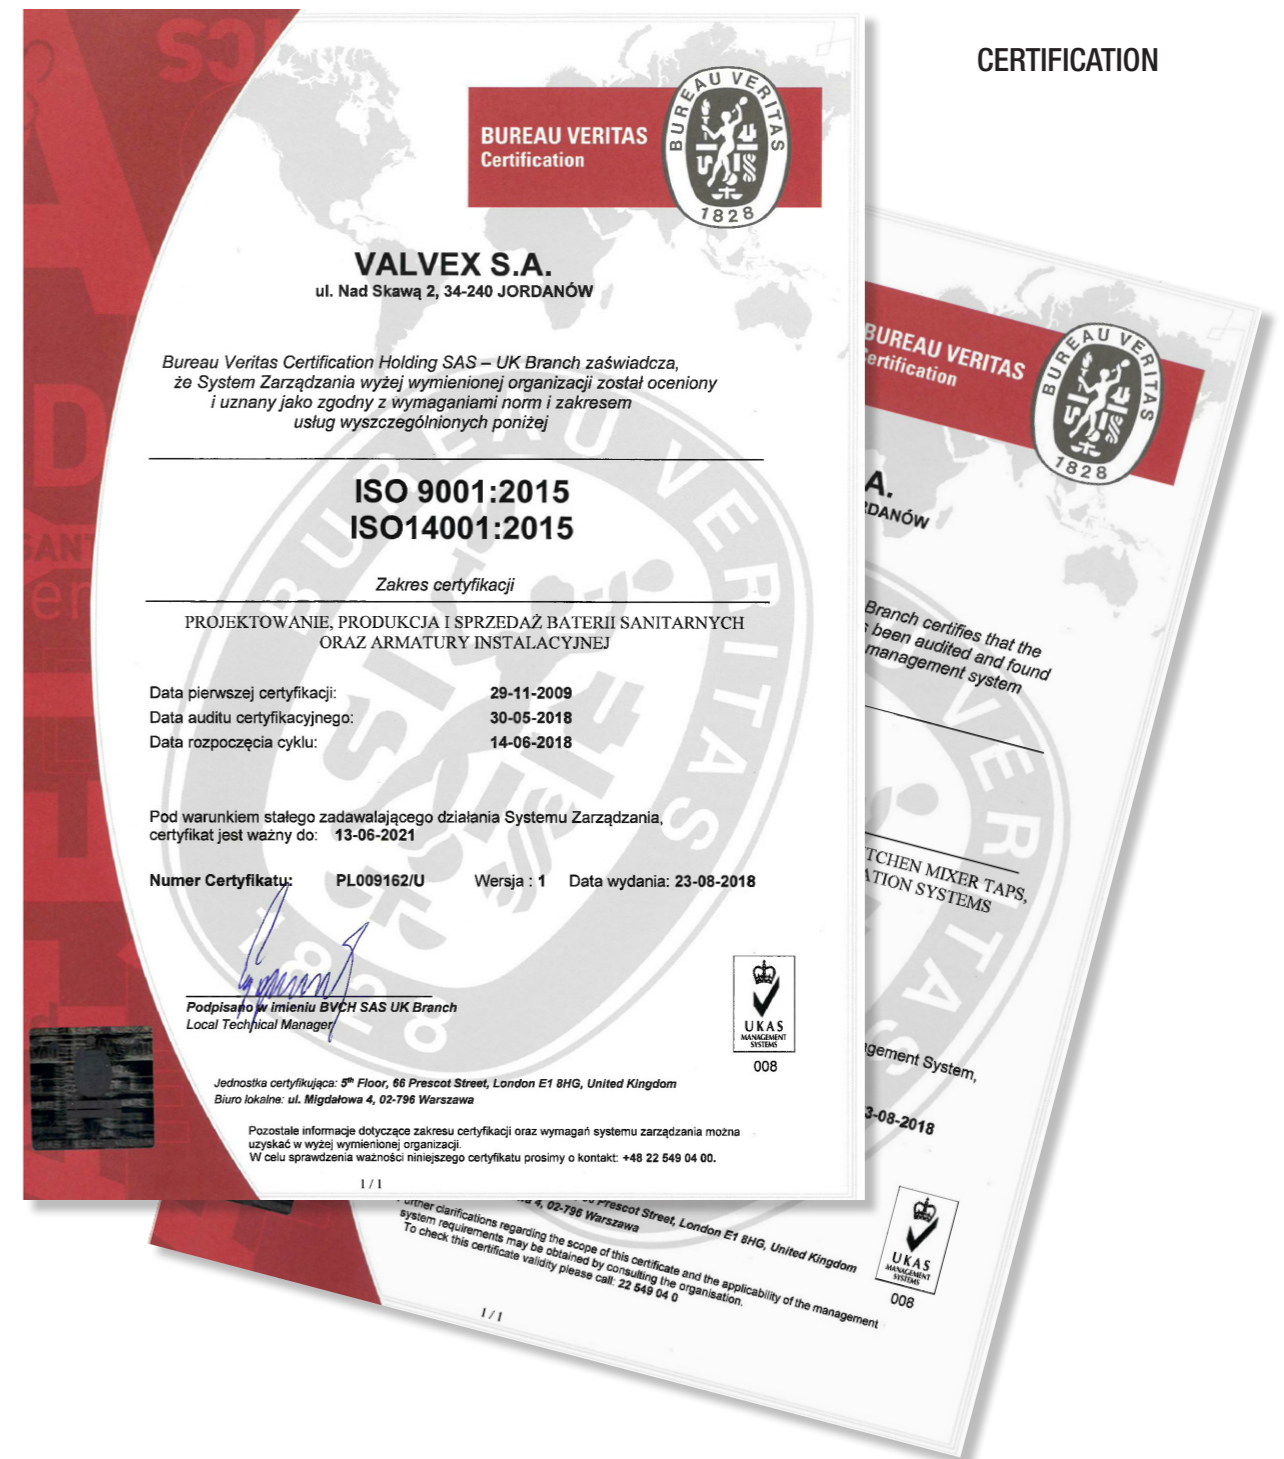 CERTIFICATION
BUREAU VERITAS
Certification
BUREAU VERITAS
1828
VALVEX S.A.
ul. Nad Skawą 2, 34-240 JORDANÓW
Bureau Veritas Certification Holding SAS – UK Branch zaświadcza,
że System Zarządzania wyżej wymienionej organizacji został oceniony
i uznany jako zgodny z wymaganiami norm i zakresem
usług wyszczególnionych poniżej
ISO 9001:2015
ISO14001:2015
Zakres certyfikacji
PROJEKTOWANIE, PRODUKCJA I SPRZEDAŻ BATERII SANITARNYCH
ORAZ ARMATURY INSTALACYJNEJ
Data pierwszej certyfikacji: 29-11-2009
Data auditu certyfikacyjnego: 30-05-2018
Data rozpoczęcia cyklu: 14-06-2018
Pod warunkiem stałego zadawalającego działania Systemu Zarządzania,
certyfikat jest ważny do: 13-06-2021
Numer Certyfikatu: PL009162/U Wersja : 1 Data wydania: 23-08-2018
Podpisano w imieniu BVCH SAS UK Branch
Local Technical Manager
UKAS
MANAGEMENT
SYSTEMS
008
Jednostka certyfikująca: 5th Floor, 66 Prescot Street, London E1 8HG, United Kingdom
Biuro lokalne: ul. Migdałowa 4, 02-796 Warszawa
Pozostałe informacje dotyczące zakresu certyfikacji oraz wymagań systemu zarządzania można
uzyskać w wyżej wymienionej organizacji.
W celu sprawdzenia ważności niniejszego certyfikatu prosimy o kontakt: +48 22 549 04 00.
1 / 1
BUREAU VERITAS
Certification
BUREAU VERITAS
1828
A.
DANÓW
Branch certifies that the
been audited and found
management system
TCHEN MIXER TAPS,
ATION SYSTEMS
gement System,
3-08-2018
Prescot Street, London E1 8HG, United Kingdom
4, 02-796 Warszawa
Further clarifications regarding the scope of this certificate and the applicability of the management
system requirements may be obtained by consulting the organisation.
To check this certificate validity please call: 22 549 04 0
UKAS
MANAGEMENT
SYSTEMS
008
1 / 1